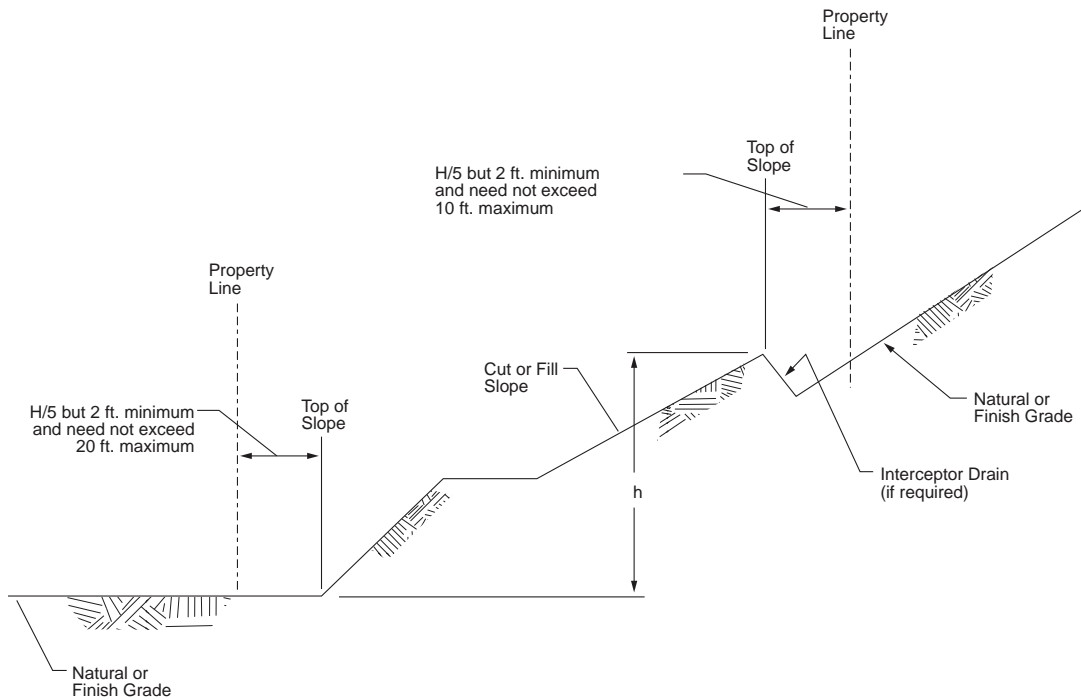 Property
Line
Top of
Slope
H/5 but 2 ft. minimum
and need not exceed
10 ft. maximum
Property
Line
Cut or Fill
Slope
Natural or
Finish Grade
H/5 but 2 ft. minimum
and need not exceed
20 ft. maximum
Top of
Slope
Interceptor Drain
(if required)
h
Natural or
Finish Grade